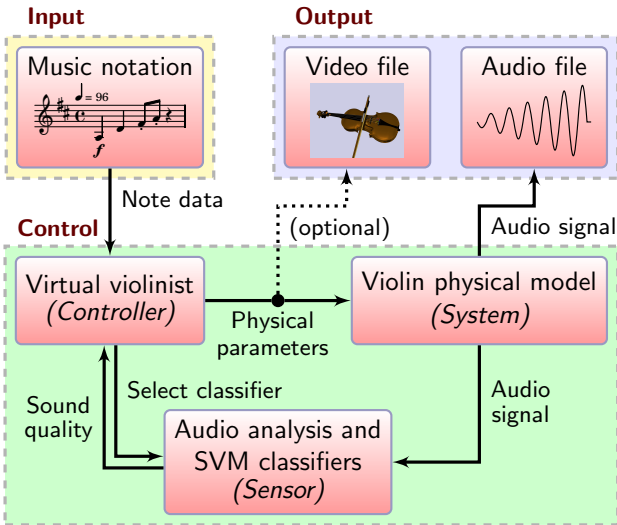 Input
Output
Music notation
= 96
f
Video file
Audio file
Note data
(optional)
Audio signal
Control
Virtual violinist
(Controller)
Physical
parameters
Violin physical model
(System)
Sound
quality
Select classifier
Audio
signal
Audio analysis and
SVM classifiers
(Sensor)